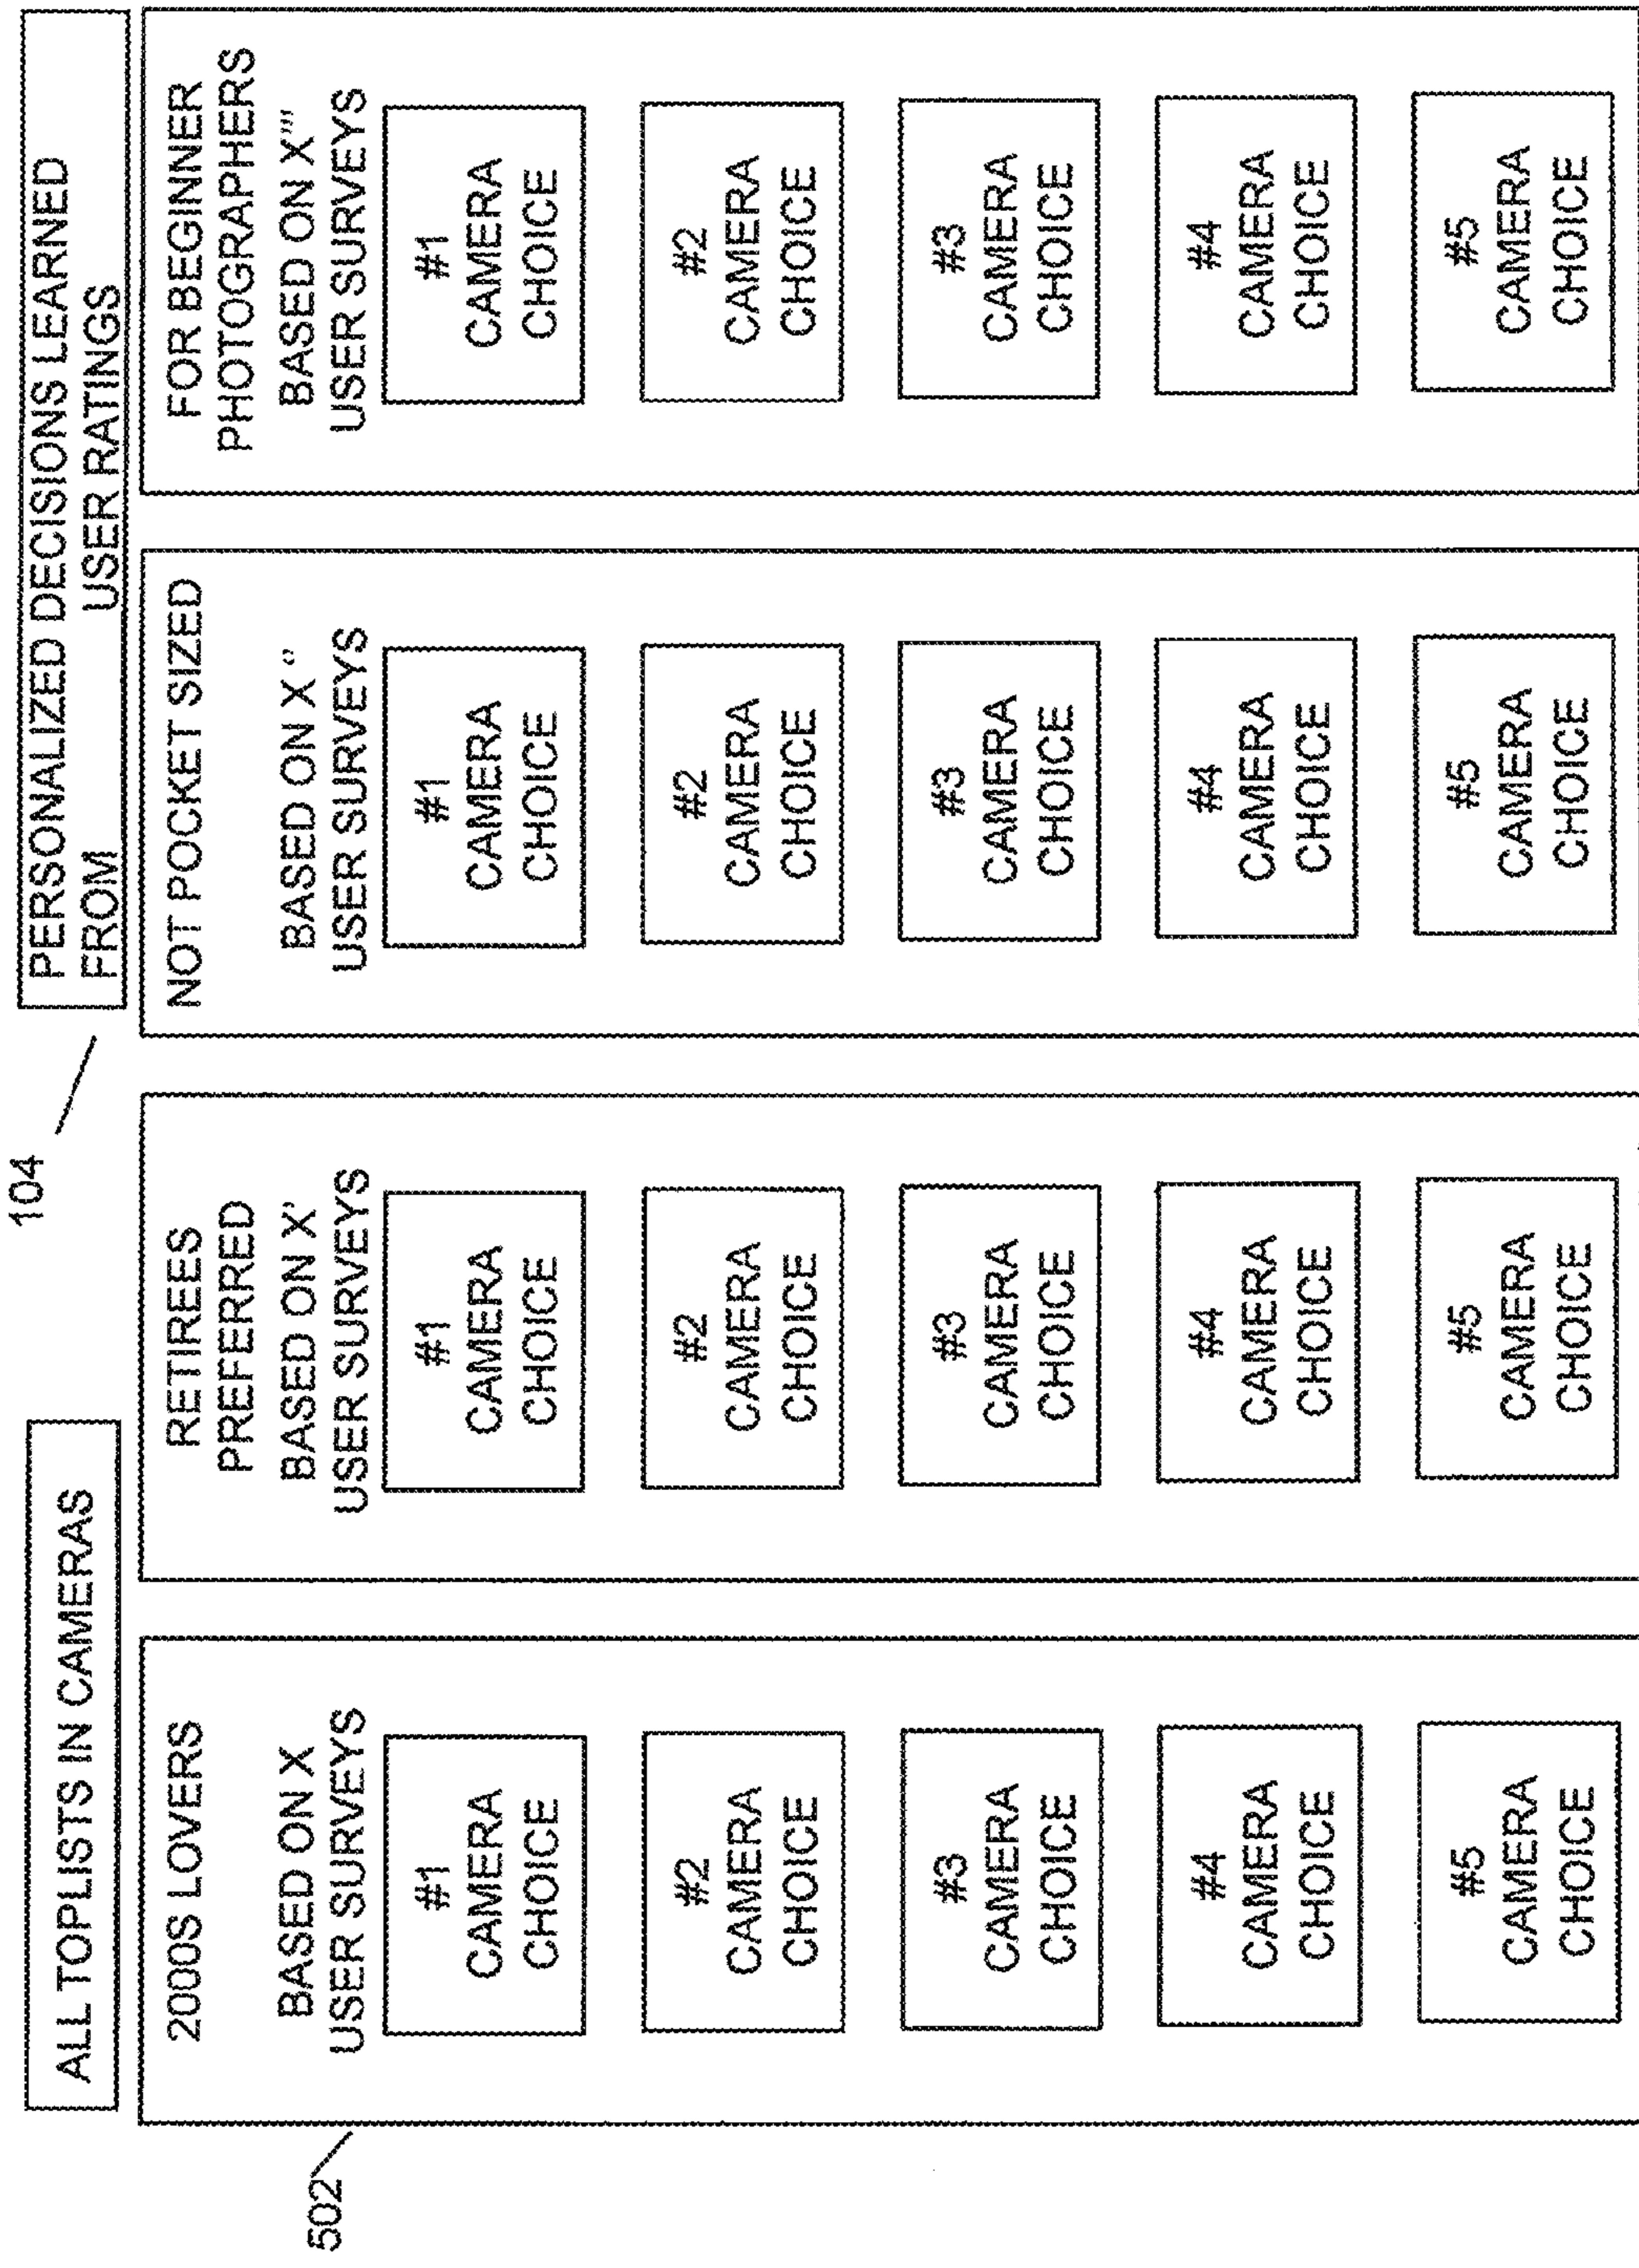 ALL TOPLISTS IN CAMERAS
104
PERSONALIZED DECISIONS LEARNED
FROM USER RATINGS
502
2000S LOVERS
BASED ON X
USER SURVEYS
#1
CAMERA
CHOICE
#2
CAMERA
CHOICE
#3
CAMERA
CHOICE
#4
CAMERA
CHOICE
#5
CAMERA
CHOICE
RETIREES
PREFERRED
BASED ON X'
USER SURVEYS
#1
CAMERA
CHOICE
#2
CAMERA
CHOICE
#3
CAMERA
CHOICE
#4
CAMERA
CHOICE
#5
CAMERA
CHOICE
NOT POCKET SIZED
BASED ON X ''
USER SURVEYS
#1
CAMERA
CHOICE
#2
CAMERA
CHOICE
#3
CAMERA
CHOICE
#4
CAMERA
CHOICE
#5
CAMERA
CHOICE
FOR BEGINNER
PHOTOGRAPHERS
BASED ON X'''
USER SURVEYS
#1
CAMERA
CHOICE
#2
CAMERA
CHOICE
#3
CAMERA
CHOICE
#4
CAMERA
CHOICE
#5
CAMERA
CHOICE